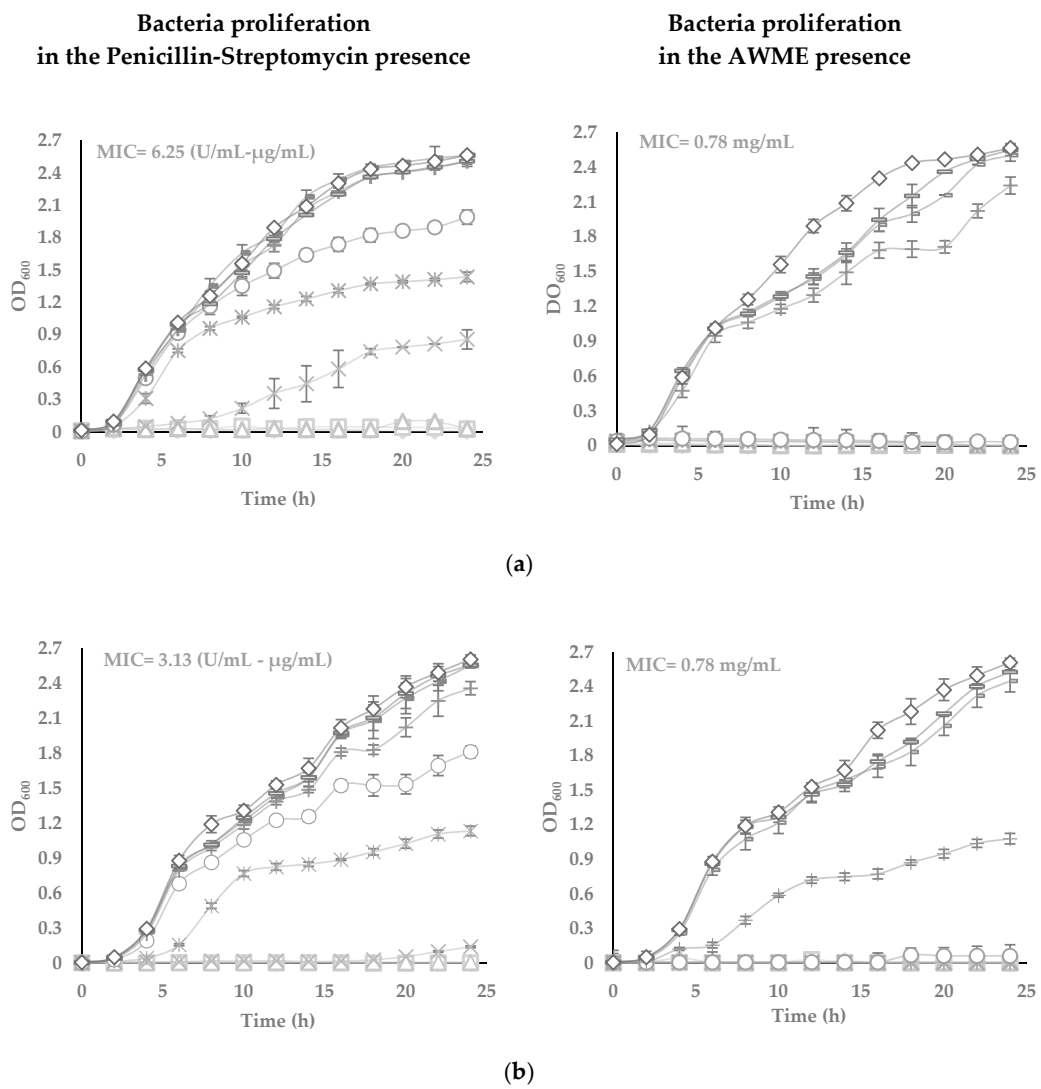 Bacteria proliferation
in the Penicillin-Streptomycin presence
Bacteria proliferation
in the AWME presence
MIC= 6.25 (U/mL-µg/mL)
OD600
2.7
2.4
2.1
1.8
1.5
1.2
0.9
0.6
0.3
0
0 5 10 15 20 25
Time (h)
MIC= 0.78 mg/mL
DO600
2.7
2.4
2.1
1.8
1.5
1.2
0.9
0.6
0.3
0
0 5 10 15 20 25
Time (h)
(a)
MIC= 3.13 (U/mL - µg/mL)
OD600
2.7
2.4
2.1
1.8
1.5
1.2
0.9
0.6
0.3
0
0 5 10 15 20 25
Time (h)
MIC= 0.78 mg/mL
OD600
2.7
2.4
2.1
1.8
1.5
1.2
0.9
0.6
0.3
0
0 5 10 15 20 25
Time (h)
(b)